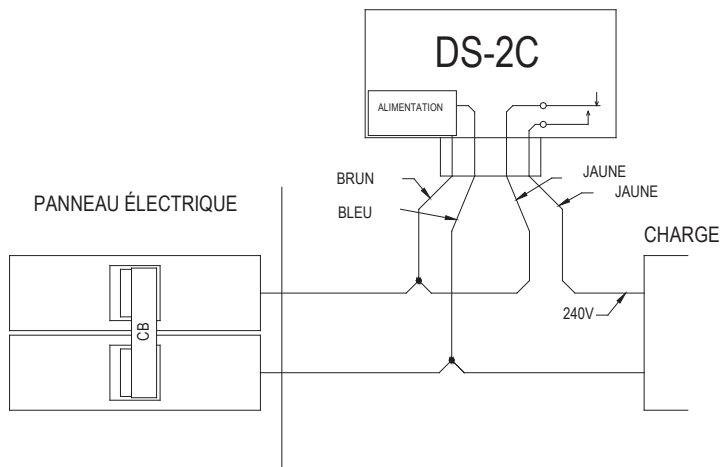 DS-2C
ALIMENTATION
BRUN
JAUNE
JAUNE
PANNEAU ÉLECTRIQUE
BLEU
CHARGE
240V
CB